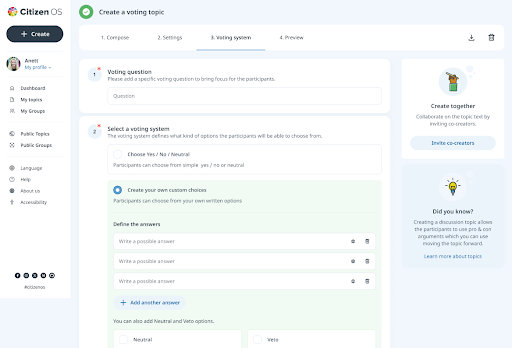 Citizen OS
+ Create
Anett
My profile
Dashboard
My topics
My Groups
Public Topics
Public Groups
Language
Help
About us
Accessibility
#citizenos
Create a voting topic
1. Compose
2. Settings
3. Voting system
4. Preview
1
Voting question
Please add a specific voting question to bring focus for the participants.
Question
2
Select a voting system
The voting system defines what kind of options the participants will be able to choose from.
Choose Yes / No / Neutral
Participants can choose from simple yes / no or neutral
Create your own custom choices
Participants can choose from your own written options
Define the answers
Write a possible answer
Write a possible answer
Write a possible answer
+ Add another answer
You can also add Neutral and Veto options.
Neutral
Veto
Create together
Collaborate on the topic text by
inviting co-creators.
Invite co-creators
Did you know?
Creating a discussion topic allows
the participants to use pro & con
arguments which you can use
moving the topic forward.
Learn more about topics